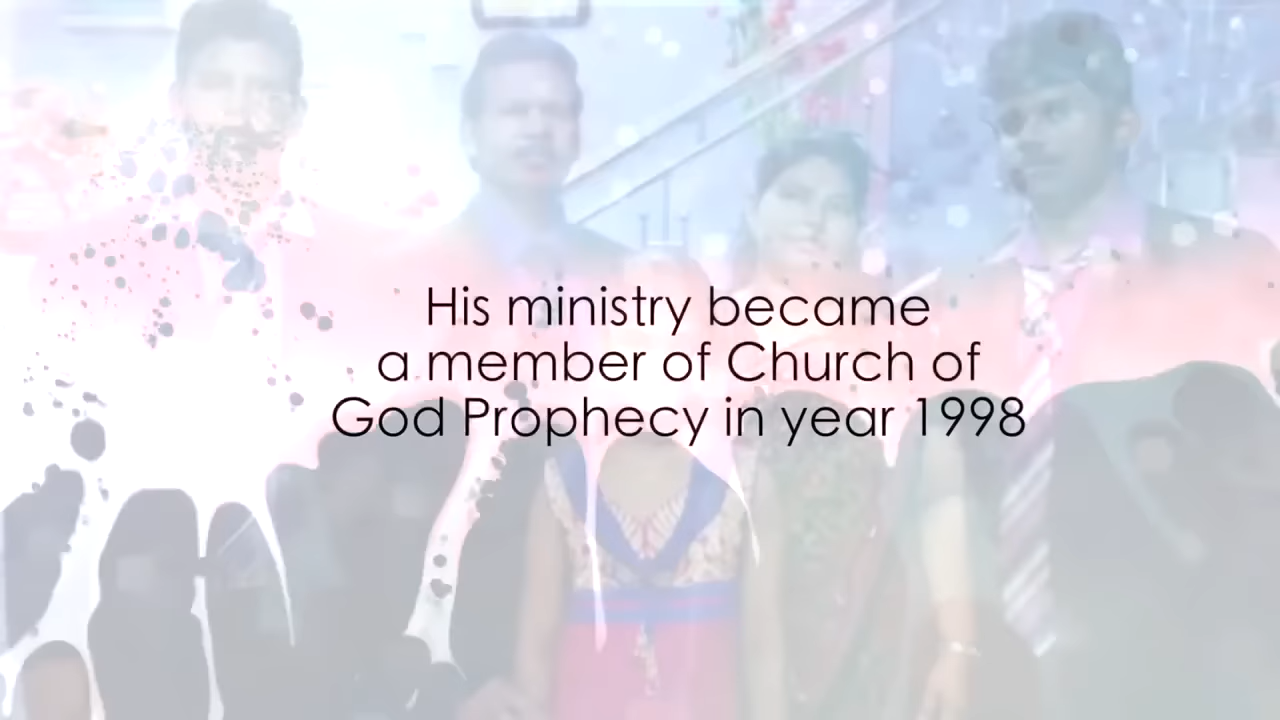 His ministry became
a member of Church of
God Prophecy in year 1998